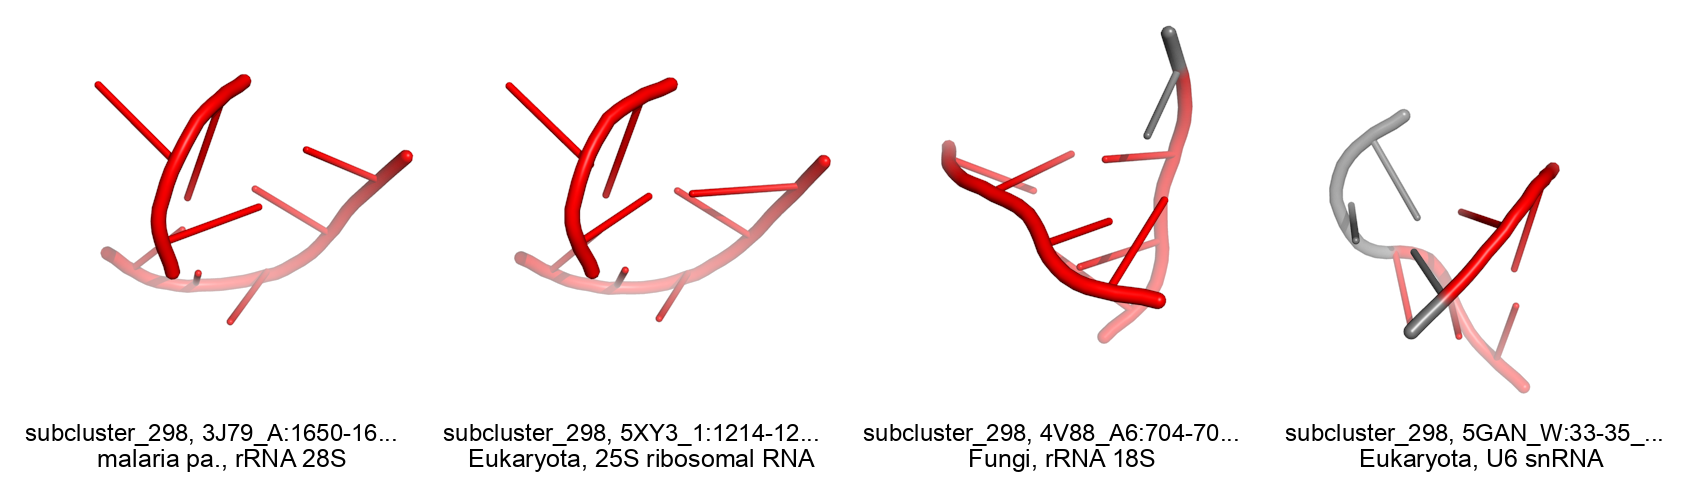 subcluster_298, 3J79_A:1650-16...
malaria pa., rRNA 28S
subcluster_298, 5XY3_1:1214-12...
Eukaryota, 25S ribosomal RNA
subcluster_298, 4V88_A6:704-70...
Fungi, rRNA 18S
subcluster_298, 5GAN_W:33-35_...
Eukaryota, U6 snRNA